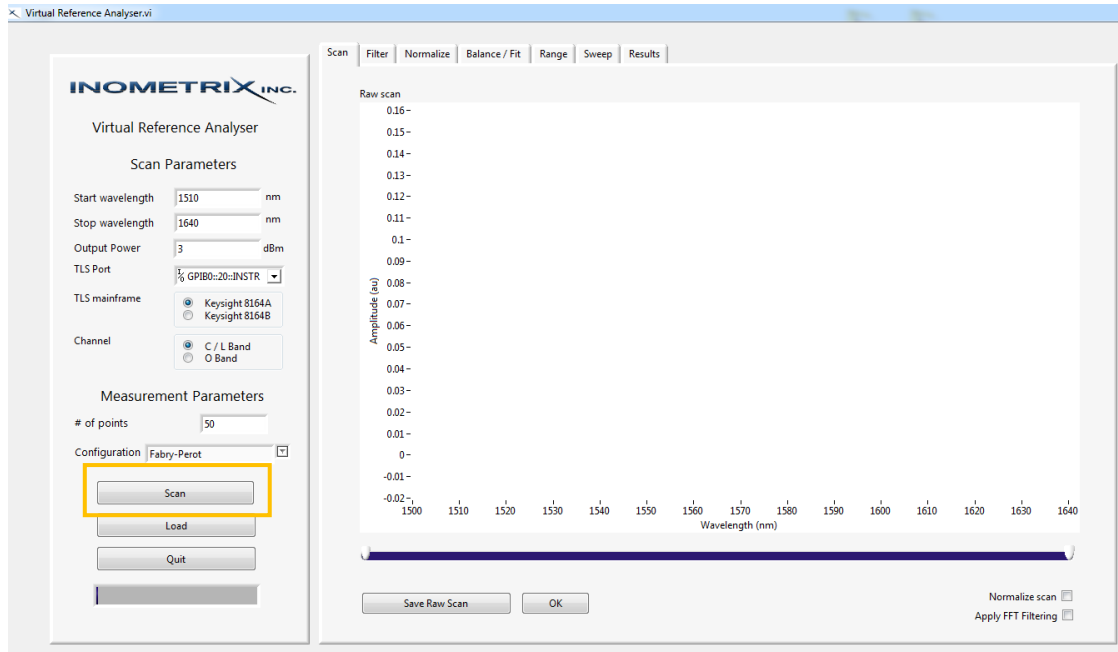 Virtual Reference Analyser.vi
INOMETRIX INC.
Virtual Reference Analyser
Scan Parameters
Start wavelength 1510 nm
Stop wavelength 1640 nm
Output Power 3 dBm
TLS Port GPIB0::20::INSTR
TLS mainframe Keysight 8164A
Keysight 8164B
Channel C / L Band
O Band
Measurement Parameters
# of points 50
Configuration Fabry-Perot
Scan
Load
Quit
Scan Filter Normalize Balance / Fit Range Sweep Results
Raw scan
0.16
0.15
0.14
0.13
0.12
0.11
0.1
0.09
0.08
0.07
0.06
0.05
0.04
0.03
0.02
0.01
0
-0.01
-0.02
Amplitude (au)
1500 1510 1520 1530 1540 1550 1560 1570 1580 1590 1600 1610 1620 1630 1640
Wavelength (nm)
Save Raw Scan OK
Normalize scan
Apply FFT Filtering